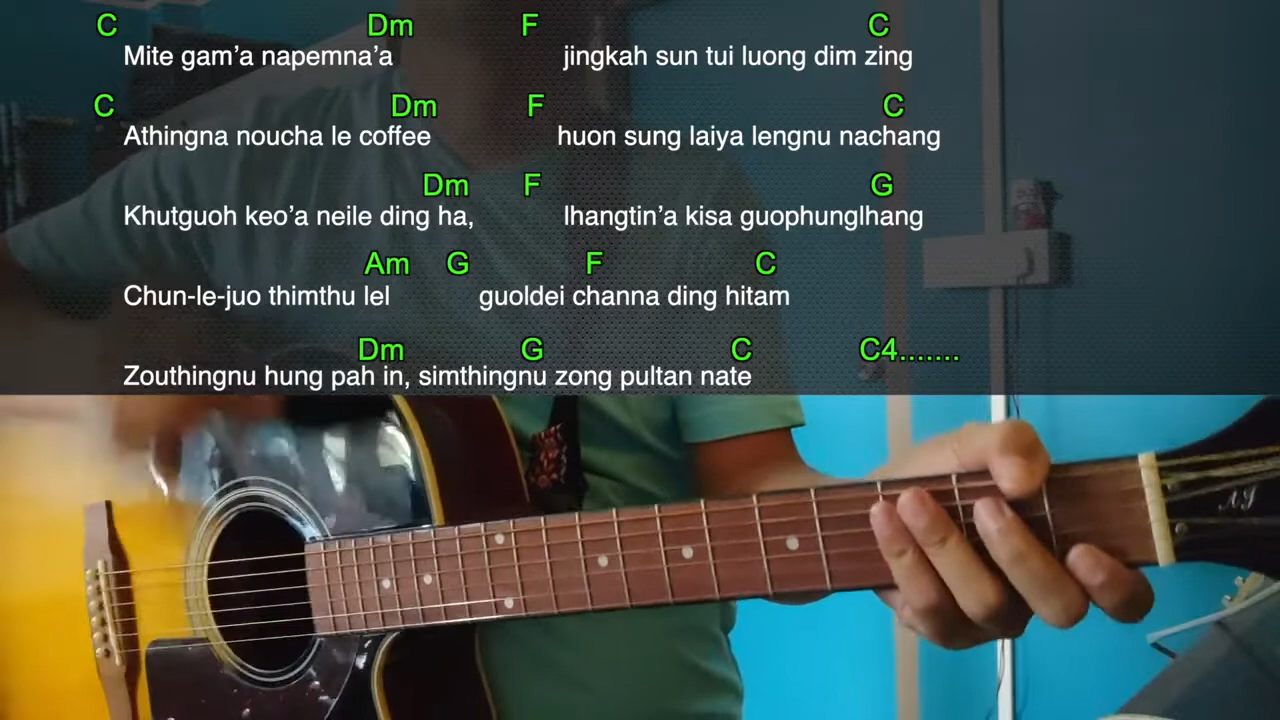 C Dm F C
Mite gam’a napemna’a jingkah sun tui luong dim zing
C Dm F C
Athingna noucha le coffee huon sung laiya lengnu nachang
Dm F G
Khutguoh keo’a neile ding ha, lhangtin’a kisa guophunglhang
Am G F C
Chun-le-juo thimthu lel guoldei channa ding hitam
Dm G C C4.......
Zouthingnu hung pah in, simthingnu zong pultan nate